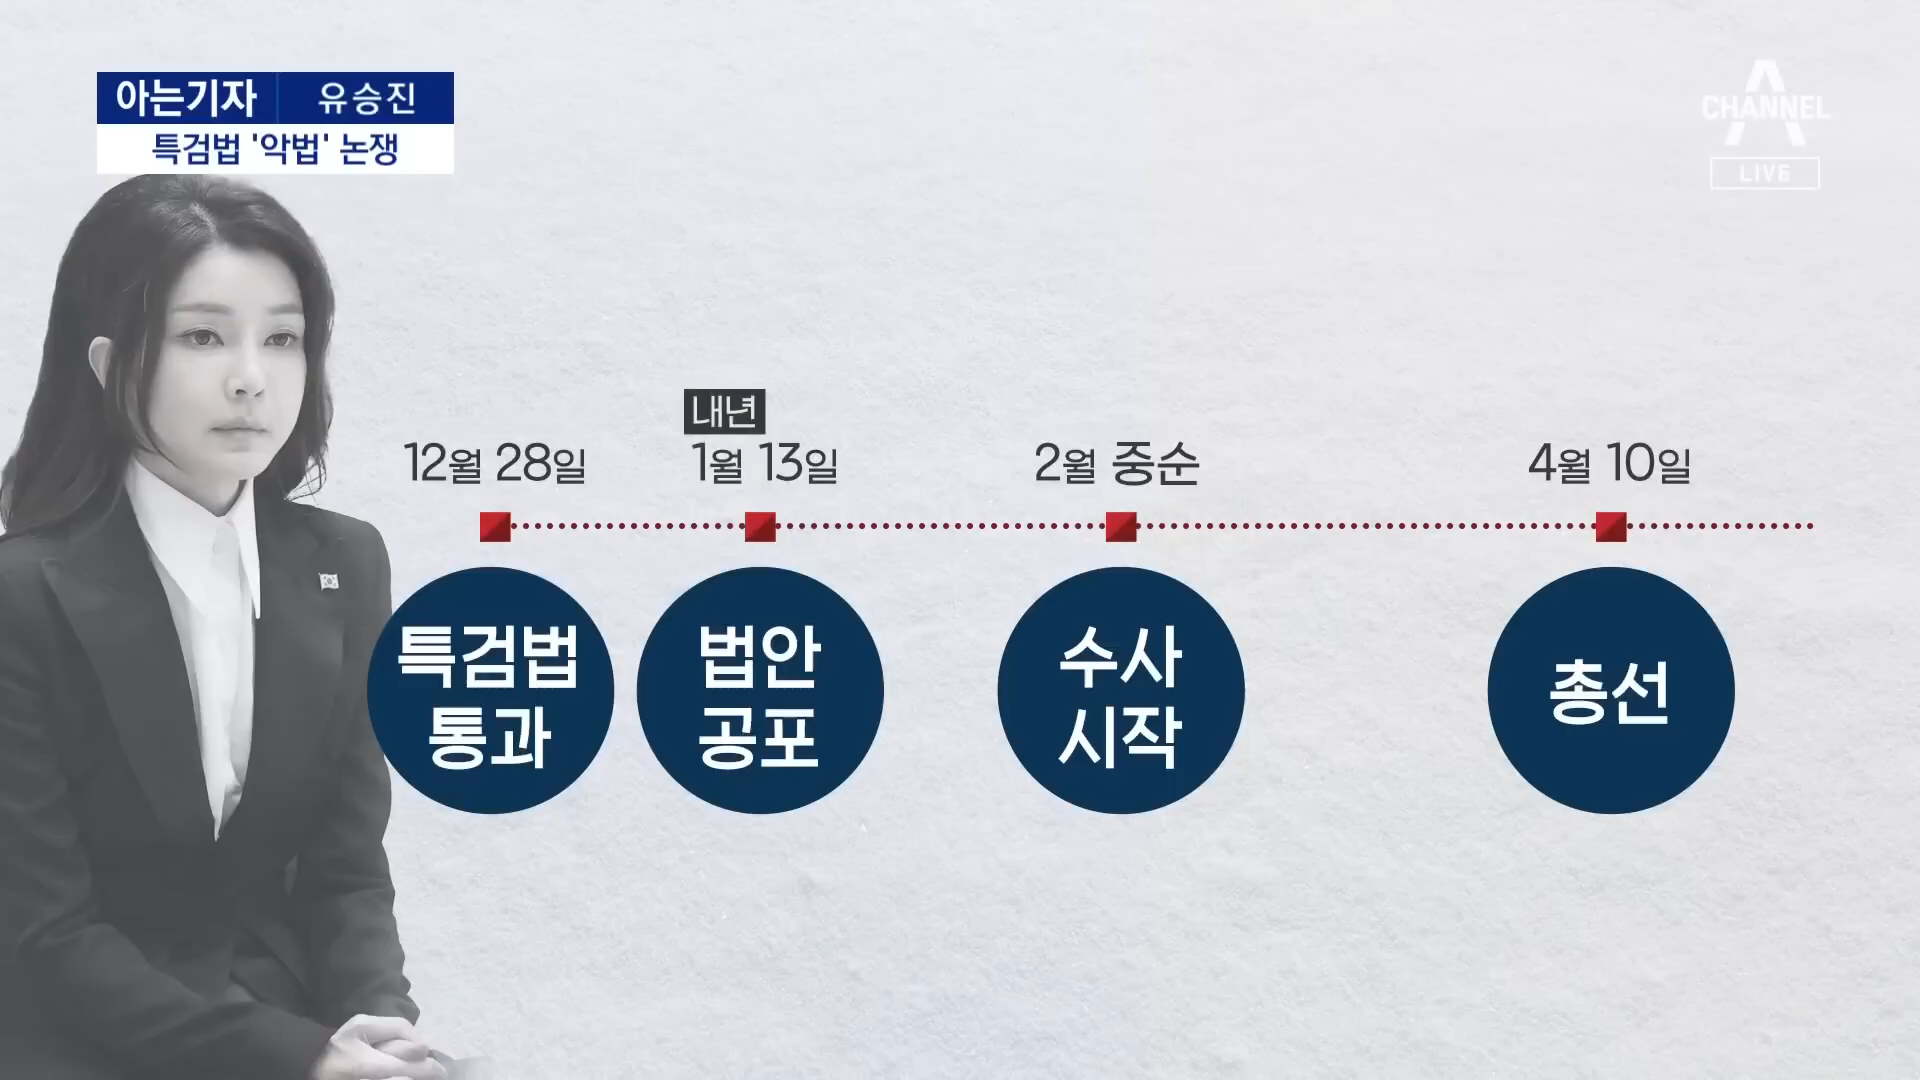 아는기자 유승진
특검법 '악법' 논쟁
CHANNEL A
LIVE
내년
12월 28일
1월 13일
2월 중순
4월 10일
특검법
통과
법안
공포
수사
시작
총선